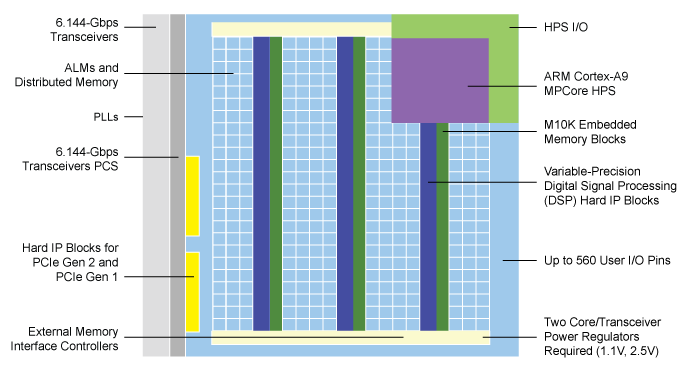 6.144-Gbps
Transceivers
ALMs and
Distributed Memory
PLLs
6.144-Gbps
Transceivers PCS
Hard IP Blocks for
PCIe Gen 2 and
PCIe Gen 1
External Memory
Interface Controllers
HPS I/O
ARM Cortex-A9
MPCore HPS
M10K Embedded
Memory Blocks
Variable-Precision
Digital Signal Processing
(DSP) Hard IP Blocks
Up to 560 User I/O Pins
Two Core/Transceiver
Power Regulators
Required (1.1V, 2.5V)